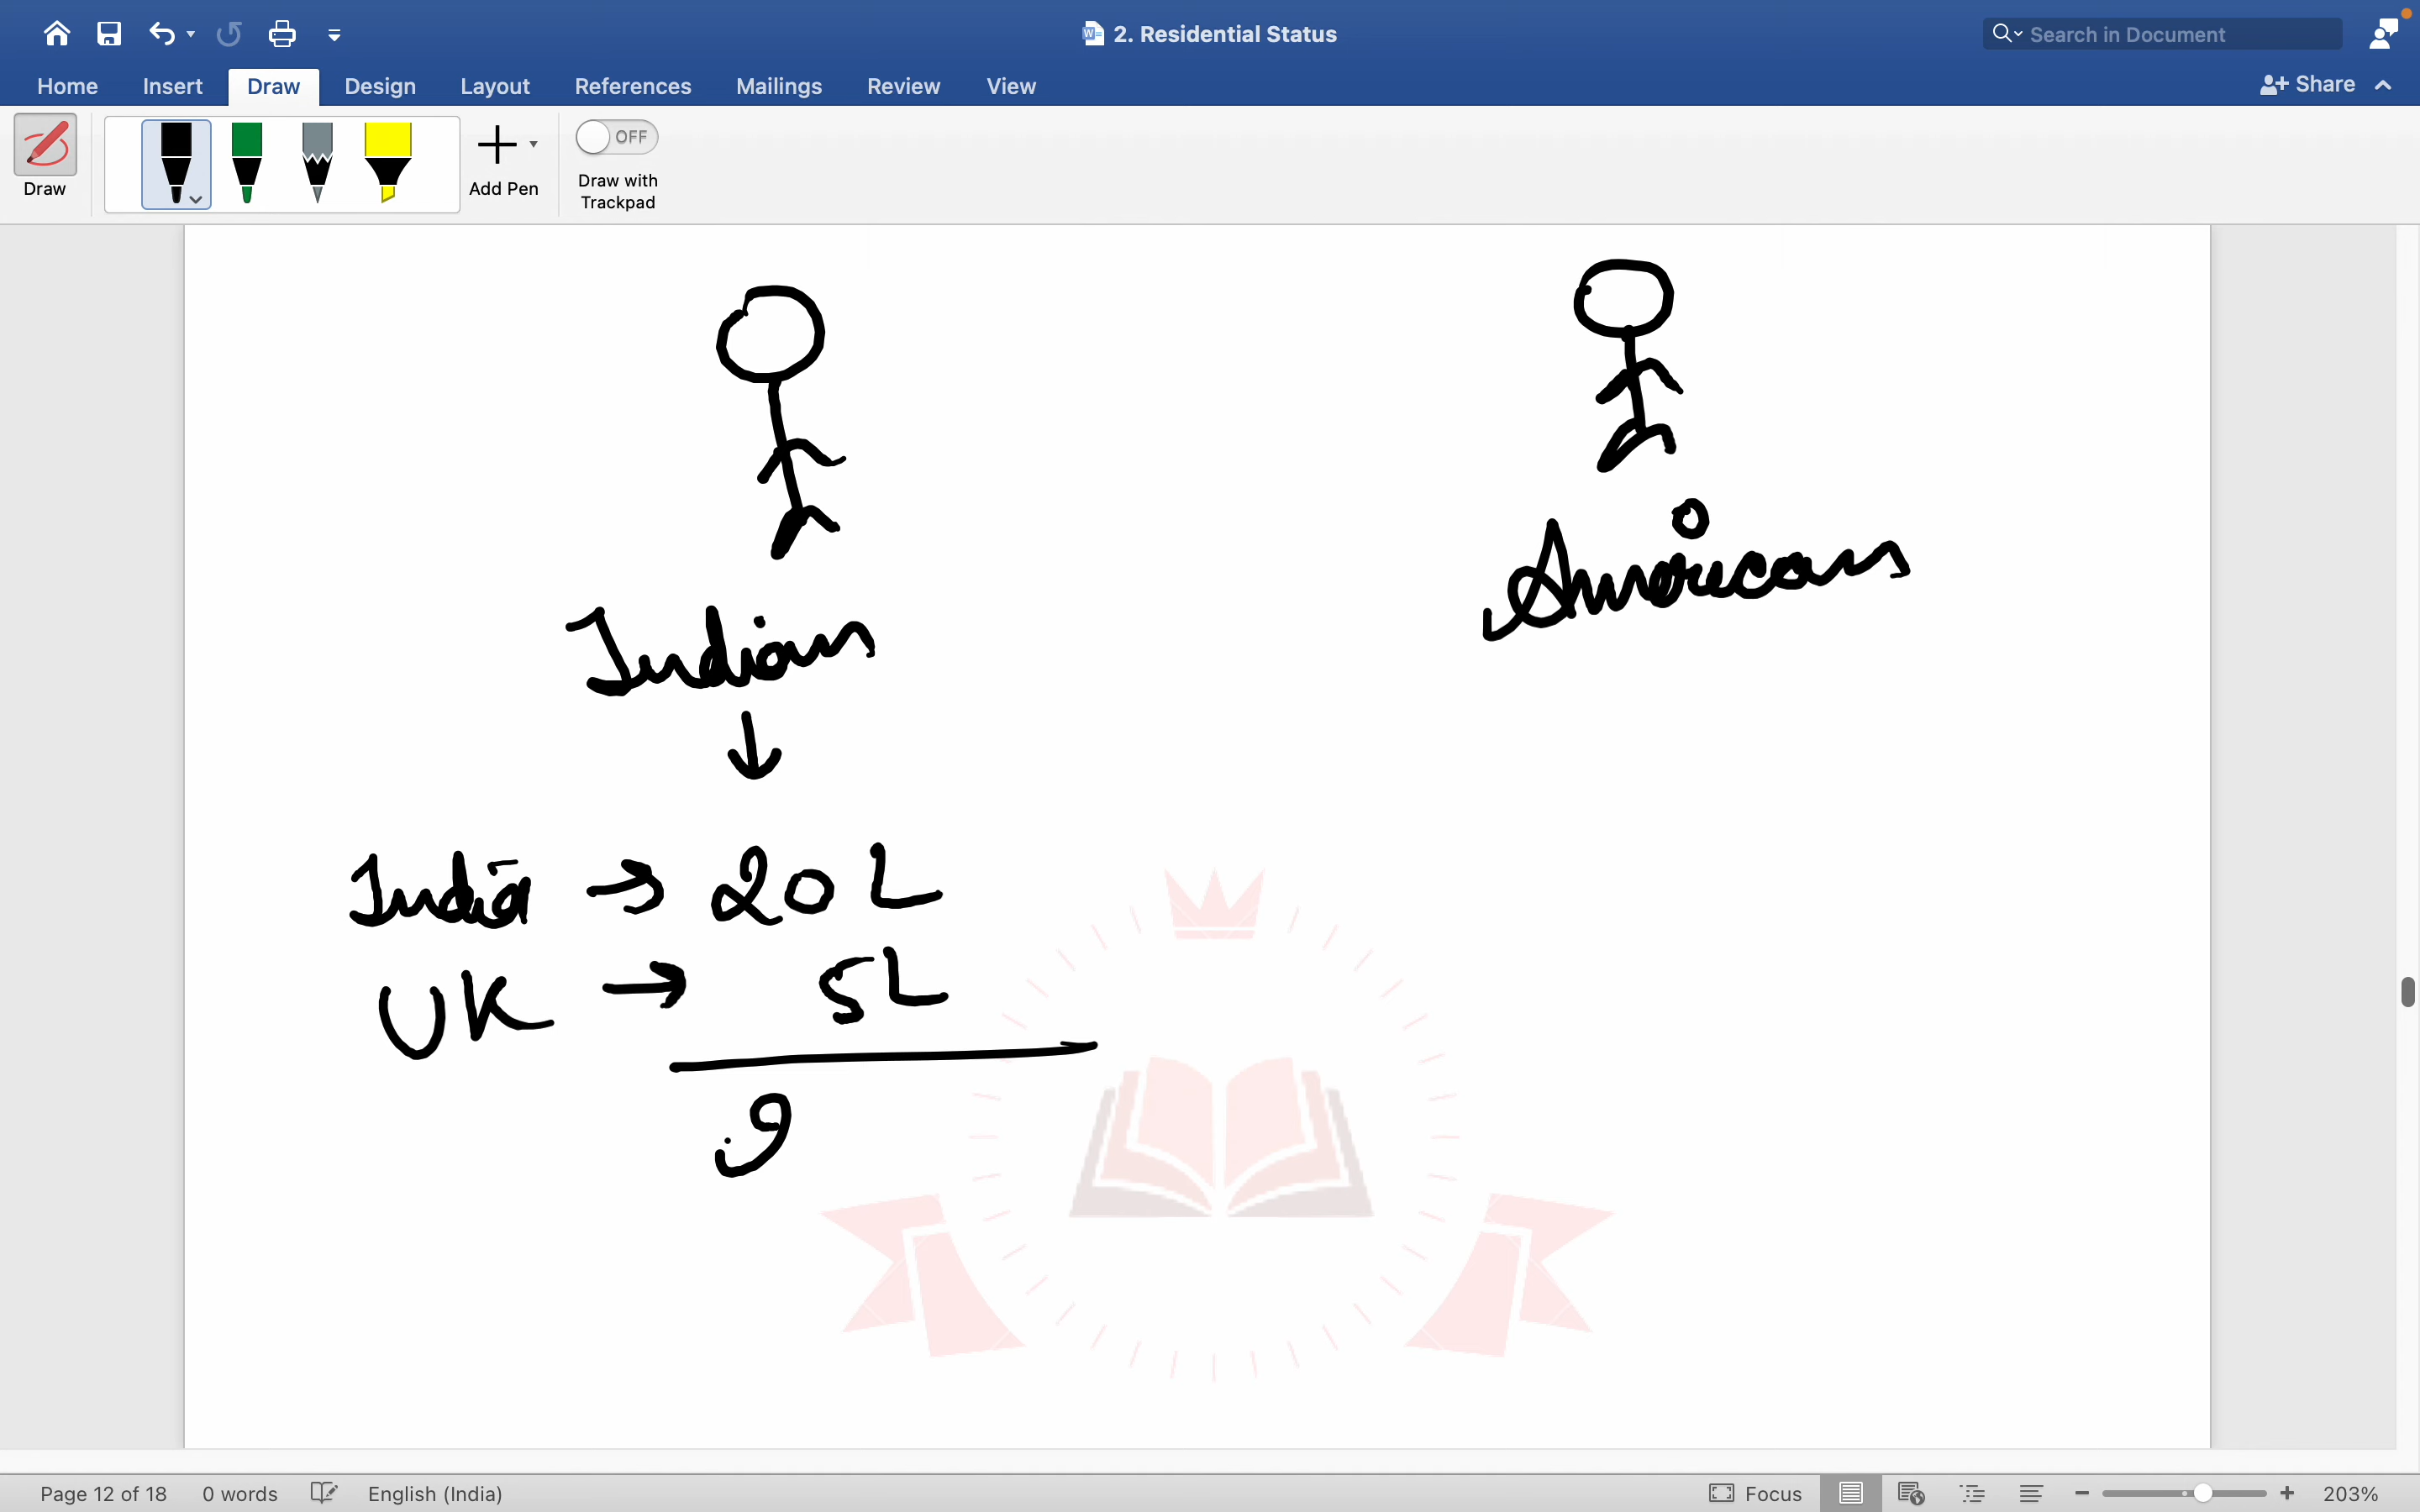 2. Residential Status
Search in Document
Home Insert Draw Design Layout References Mailings Review View
Share
Draw
Add Pen
OFF
Draw with
Trackpad
American
Indian
India → 20 L
UK → 5L
Page 12 of 18 0 words English (India)
Focus
203%